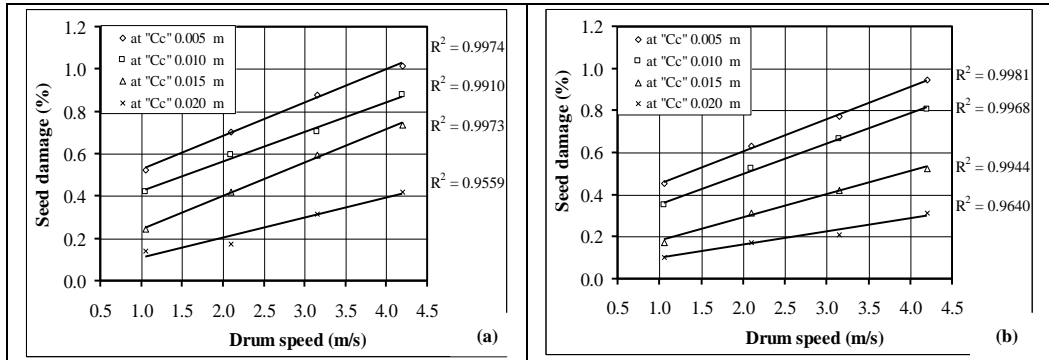 1.2
1.0
0.8
0.6
0.4
0.2
0.0
Seed damage (%)
at "Cc" 0.005 m
at "Cc" 0.010 m
at "Cc" 0.015 m
at "Cc" 0.020 m
R² = 0.9974
R² = 0.9910
R² = 0.9973
R² = 0.9559
0.5 1.0 1.5 2.0 2.5 3.0 3.5 4.0 4.5
Drum speed (m/s)
(a)
1.2
1.0
0.8
0.6
0.4
0.2
0.0
Seed damage (%)
at "Cc" 0.005 m
at "Cc" 0.010 m
at "Cc" 0.015 m
at "Cc" 0.020 m
R² = 0.9981
R² = 0.9968
R² = 0.9944
R² = 0.9640
0.5 1.0 1.5 2.0 2.5 3.0 3.5 4.0 4.5
Drum speed (m/s)
(b)